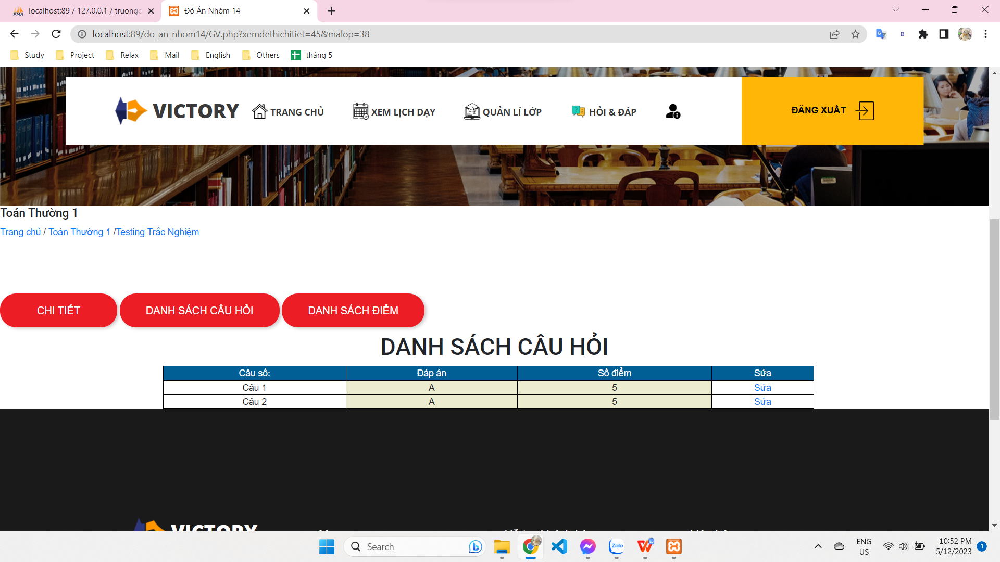 PMA localhost:89 / 127.0.0.1 / truongc
Đò Án Nhóm 14
localhost:89/do_an_nhom14/GV.php?xemdethichitiet=45&malop=38
B
Study Project Relax Mail English Others tháng 5
VICTORY TRANG CHỦ XEM LỊCH DẠY QUẢN LÍ LỚP HỎI & ĐÁP ĐĂNG XUẤT
Toán Thường 1
Trang chủ / Toán Thường 1 /Testing Trắc Nghiệm
CHI TIẾT DANH SÁCH CÂU HỎI DANH SÁCH ĐIỂM
DANH SÁCH CÂU HỎI
Câu số: Đáp án Số điểm Sửa
Câu 1 A 5 Sửa
Câu 2 A 5 Sửa
VICTORY
Search
Zalo
ENG
US
10:52 PM
5/12/2023
1